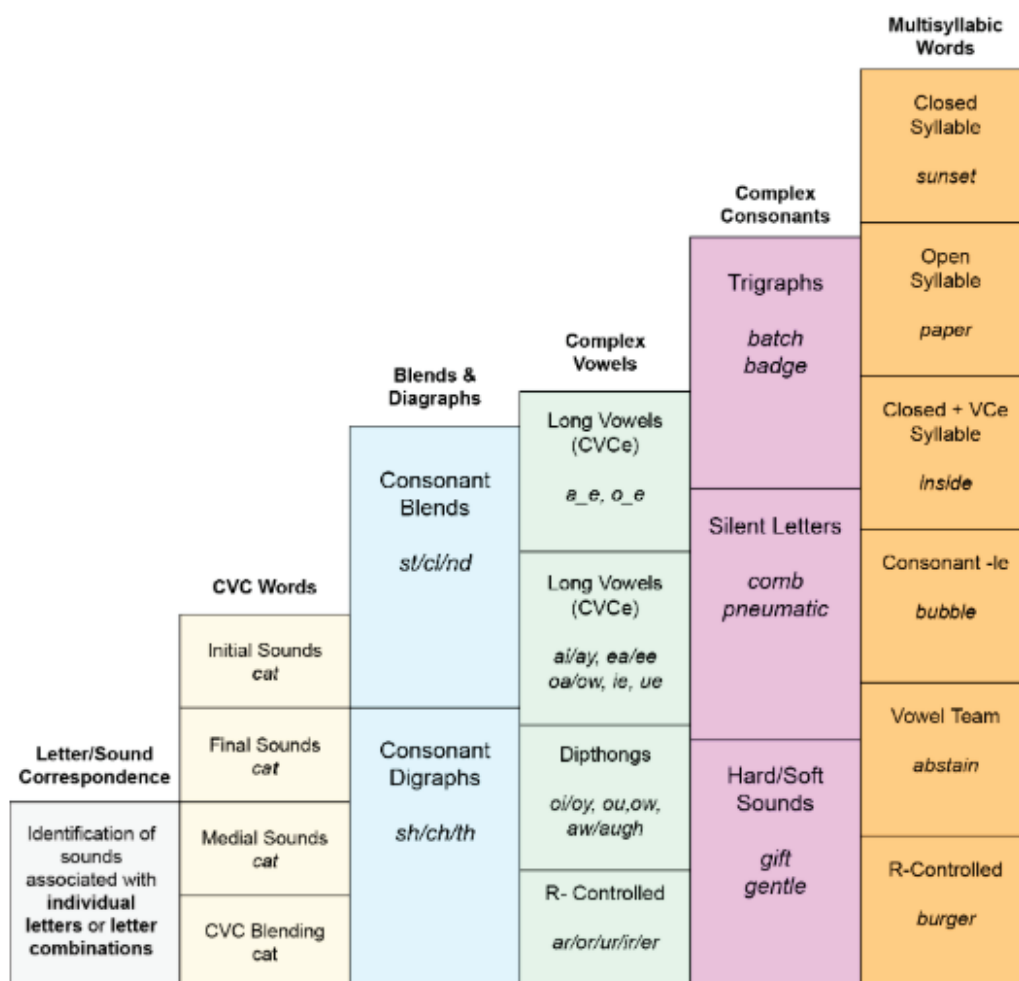 Letter/Sound
Correspondence
Identification of
sounds
associated with
individual
letters or letter
combinations
CVC Words
Initial Sounds
cat
Final Sounds
cat
Medial Sounds
cat
CVC Blending
cat
Blends &
Diagraphs
Consonant
Blends
st/cl/nd
Consonant
Digraphs
sh/ch/th
Complex
Vowels
Long Vowels
(CVCe)
a_e, o_e
Long Vowels
(CVCe)
ai/ay, ea/ee
oa/ow, ie, ue
Dipthongs
oi/oy, ou,ow,
aw/augh
R- Controlled
ar/or/ur/ir/er
Complex
Consonants
Trigraphs
batch
badge
Silent Letters
comb
pneumatic
Hard/Soft
Sounds
gift
gentle
Multisyllabic
Words
Closed
Syllable
sunset
Open
Syllable
paper
Closed + VCe
Syllable
inside
Consonant -le
bubble
Vowel Team
abstain
R-Controlled
burger